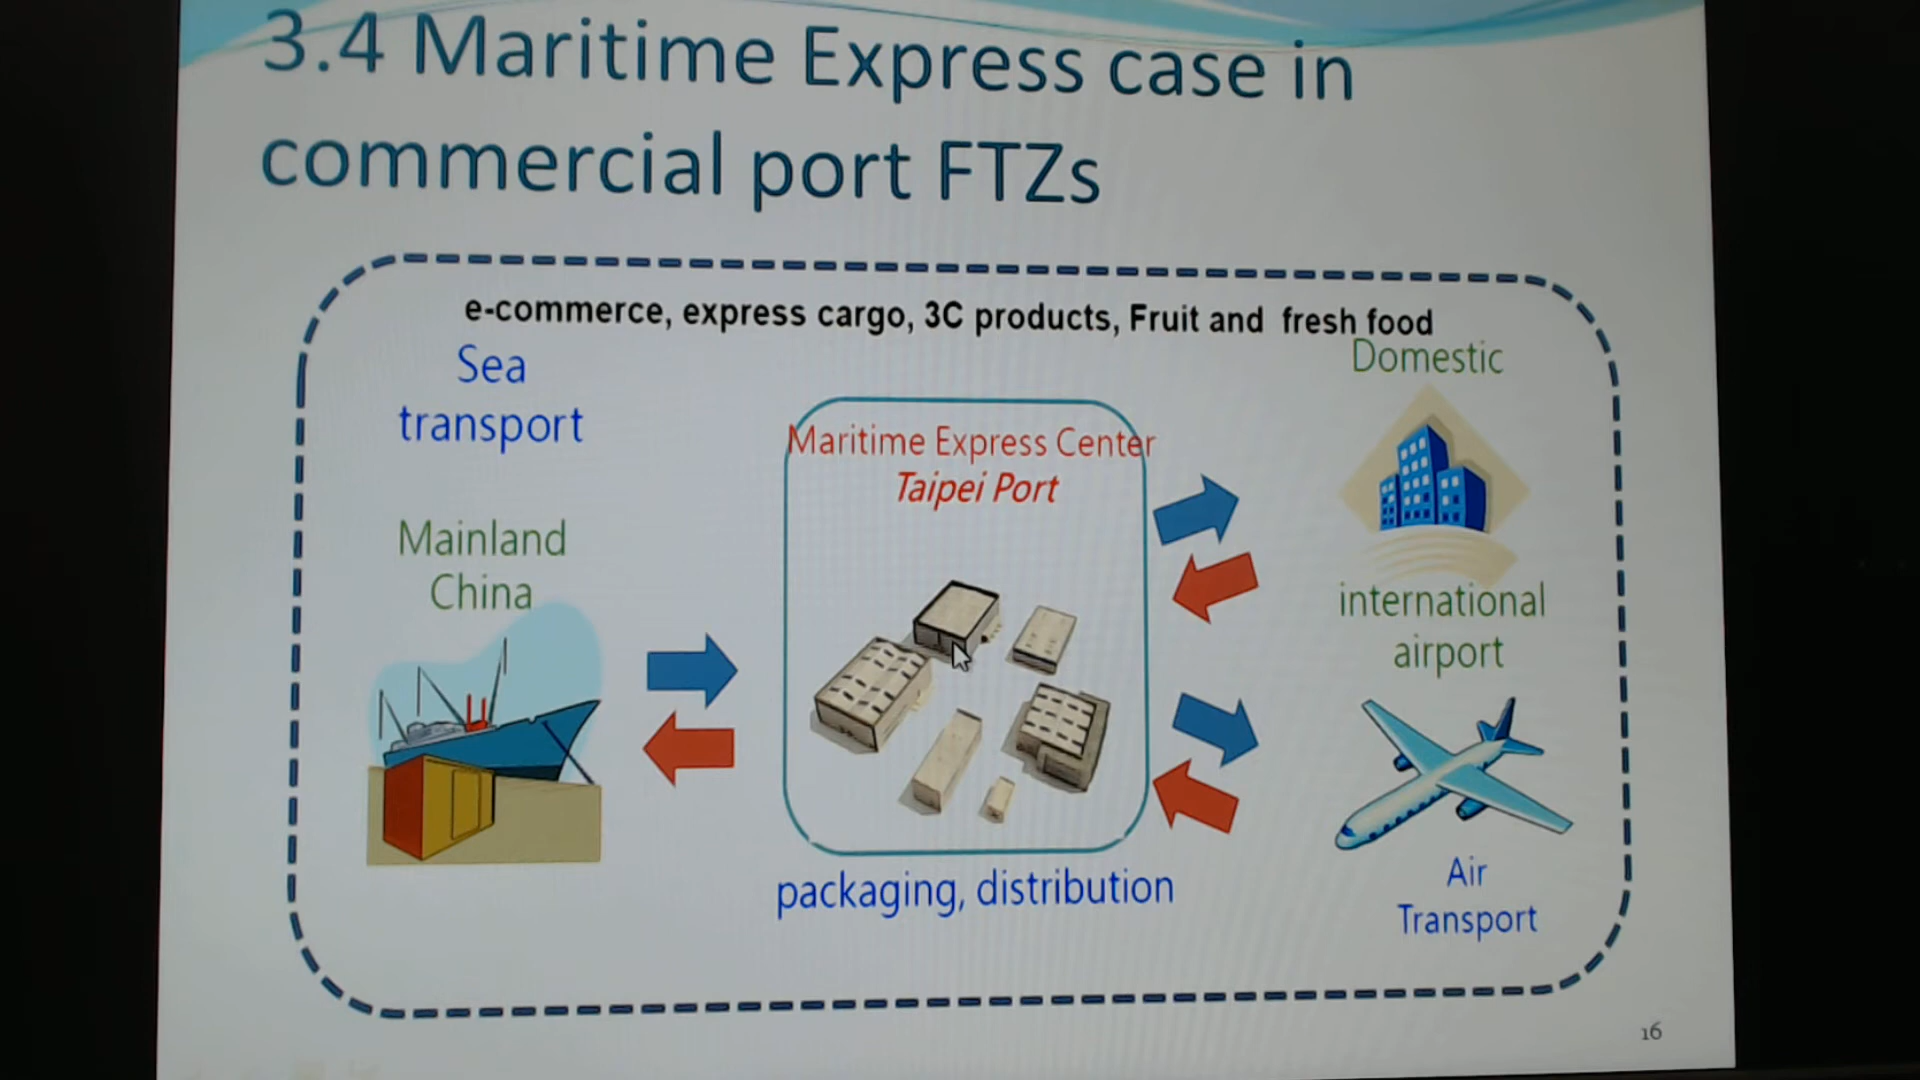 3.4 Maritime Express case in
commercial port FTZs
e-commerce, express cargo, 3C products, Fruit and fresh food
Sea
transport
Mainland
China
Maritime Express Center
Taipei Port
packaging, distribution
Domestic
international
airport
Air
Transport
16